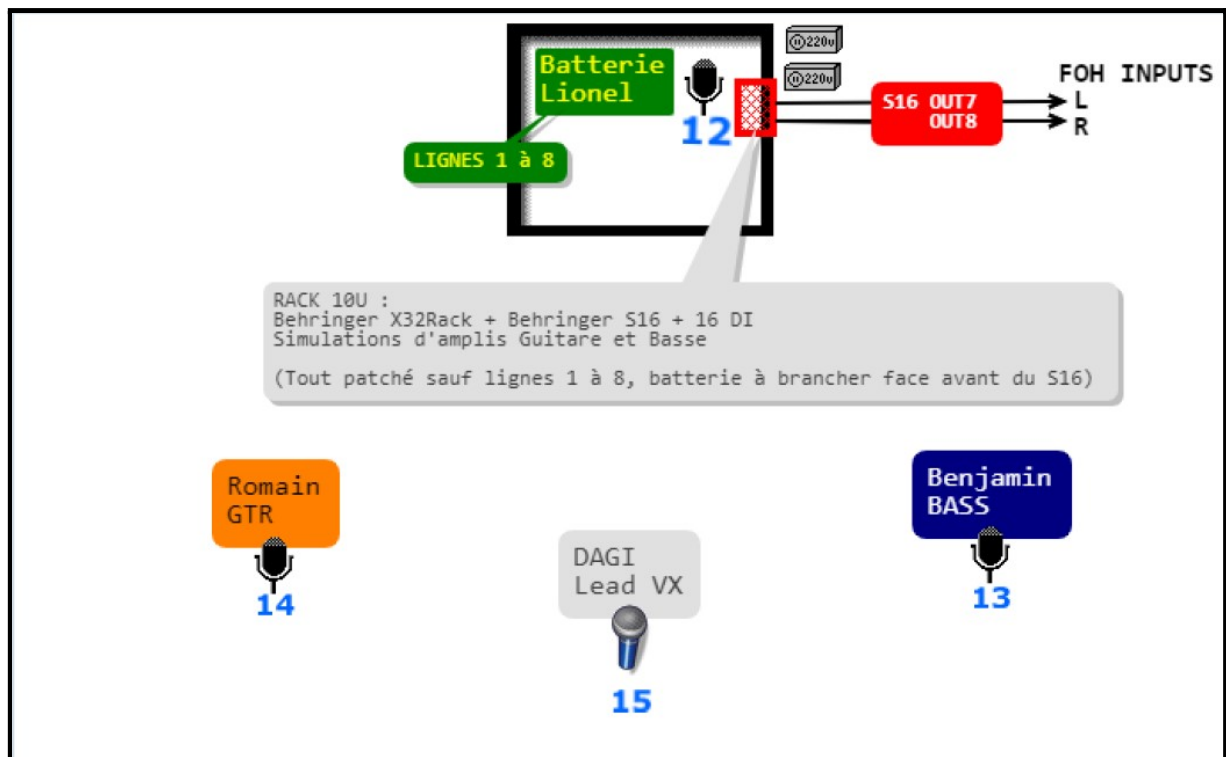 Batterie
Lionel
12
LIGNES 1 à 8
220v
220v
S16 OUT7
OUT8
FOH INPUTS
L
R
RACK 10U :
Behringer X32Rack + Behringer S16 + 16 DI
Simulations d'amplis Guitare et Basse
(Tout patché sauf lignes 1 à 8, batterie à brancher face avant du S16)
Romain
GTR
14
DAGI
Lead VX
15
Benjamin
BASS
13